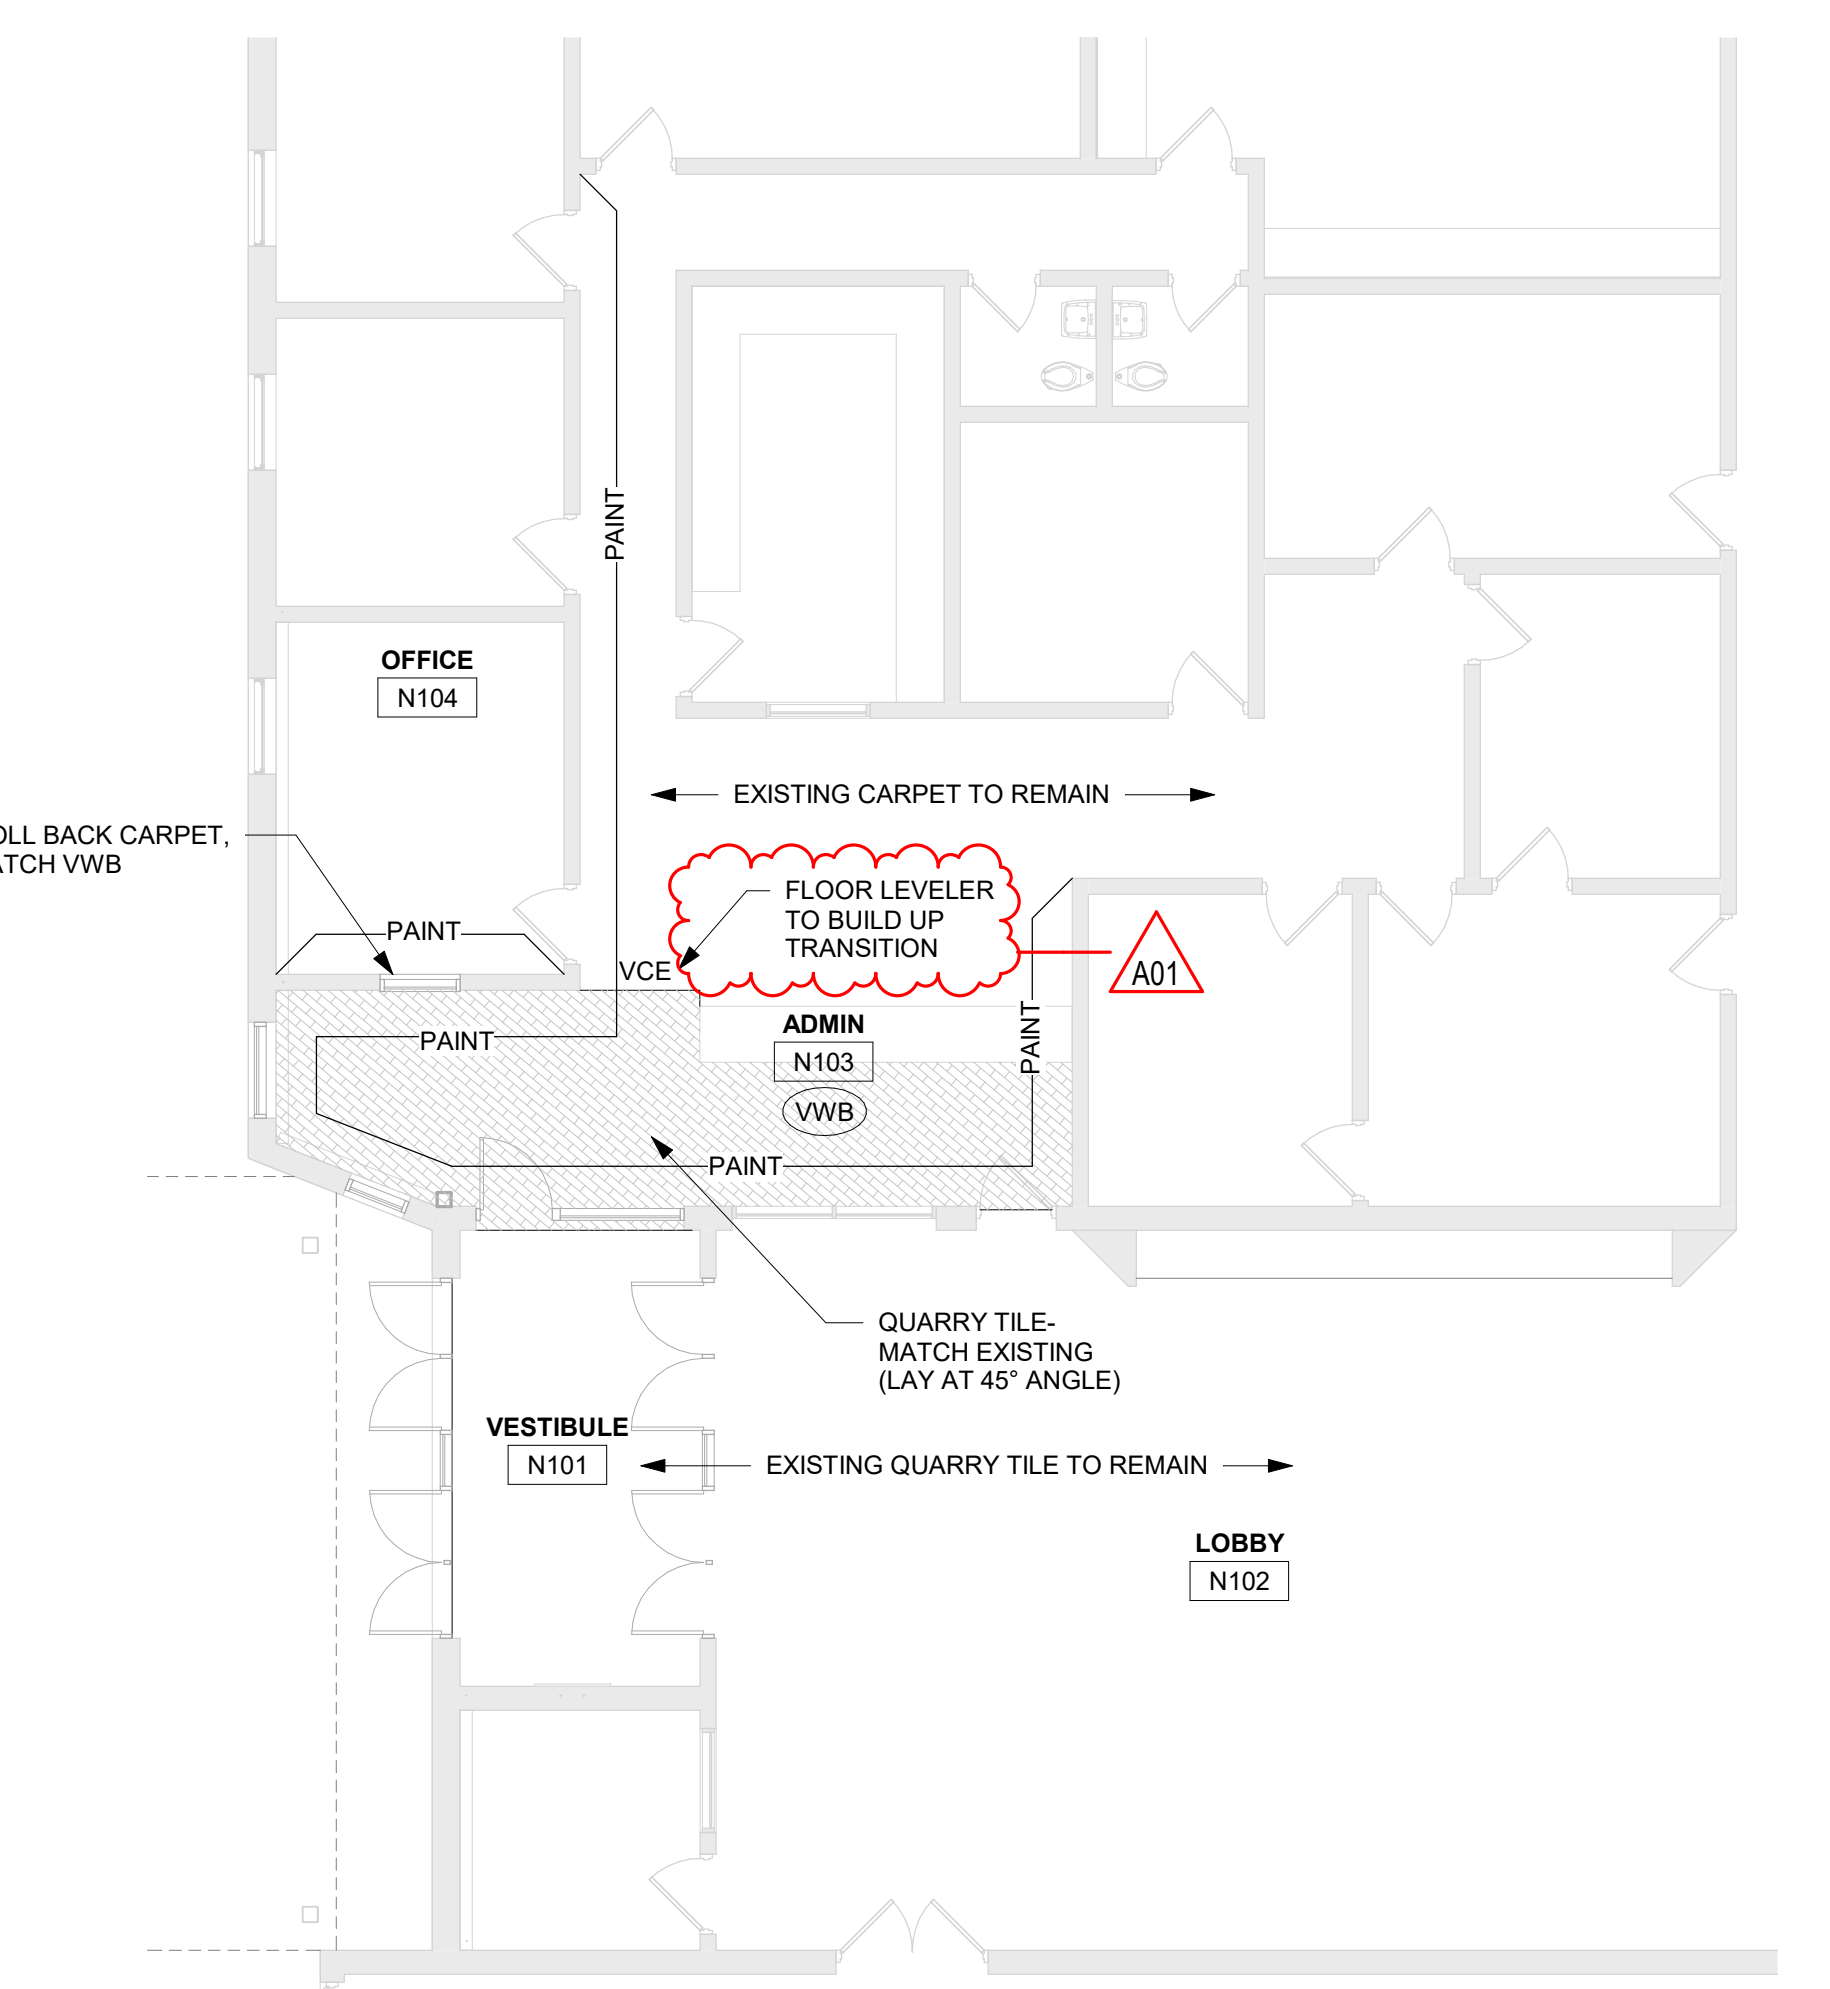 PAINT
OFFICE
N104
EXISTING CARPET TO REMAIN
BACK CARPET,
VWB
FLOOR LEVELER
TO BUILD UP
TRANSITION
PAINT
VCE
A01
ADMIN
N103
VWB
PAINT
PAINT
PAINT
QUARRY TILE-
MATCH EXISTING
(LAY AT 45° ANGLE)
VESTIBULE
N101
EXISTING QUARRY TILE TO REMAIN
LOBBY
N102